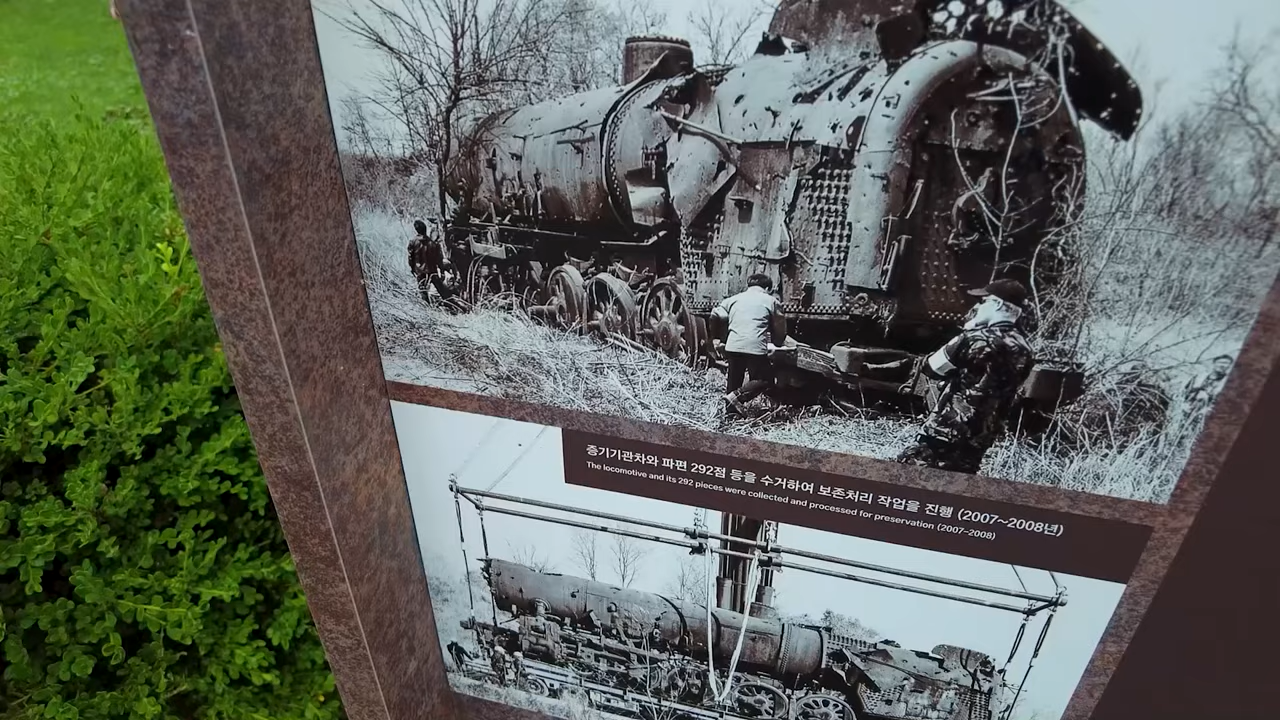 증기기관차와 파편 292점 등을 수거하여 보존처리 작업을 진행 (2007~2008년)
The locomotive and its 292 pieces were collected and processed for preservation (2007~2008)